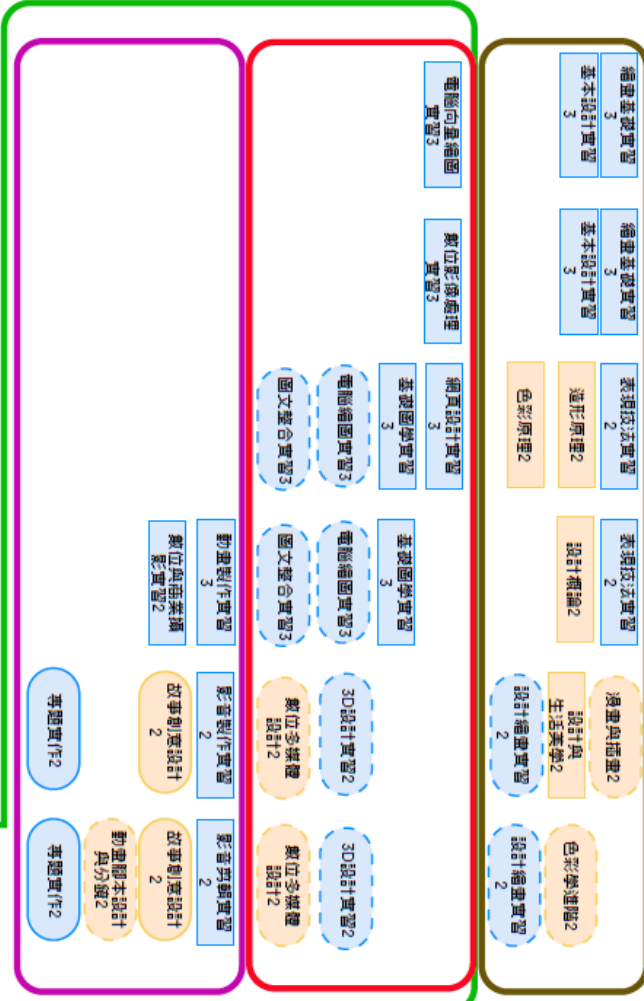 繪畫基礎實習
3
基本設計實習
3
繪畫基礎實習
3
基本設計實習
3
表現技法實習
2
造形原理2
色彩原理2
表現技法實習
2
設計概論2
漫畫與插畫2
設計與
生活美學2
設計繪畫實習
2
色彩學進階2
設計繪畫實習
2
電腦向量繪圖
實習3
數位影像處理
實習3
網頁設計實習
3
基礎圖學實習
3
電腦繪圖實習3
圖文整合實習3
基礎圖學實習
3
電腦繪圖實習3
圖文整合實習3
3D設計實習2
數位多媒體
設計2
3D設計實習2
數位多媒體
設計2
動畫製作實習
3
數位與商業攝
影實習2
影音製作實習
2
故事創意設計
2
專題實作2
影音剪輯實習
2
故事創意設計
2
動畫腳本設計
與分鏡2
專題實作2